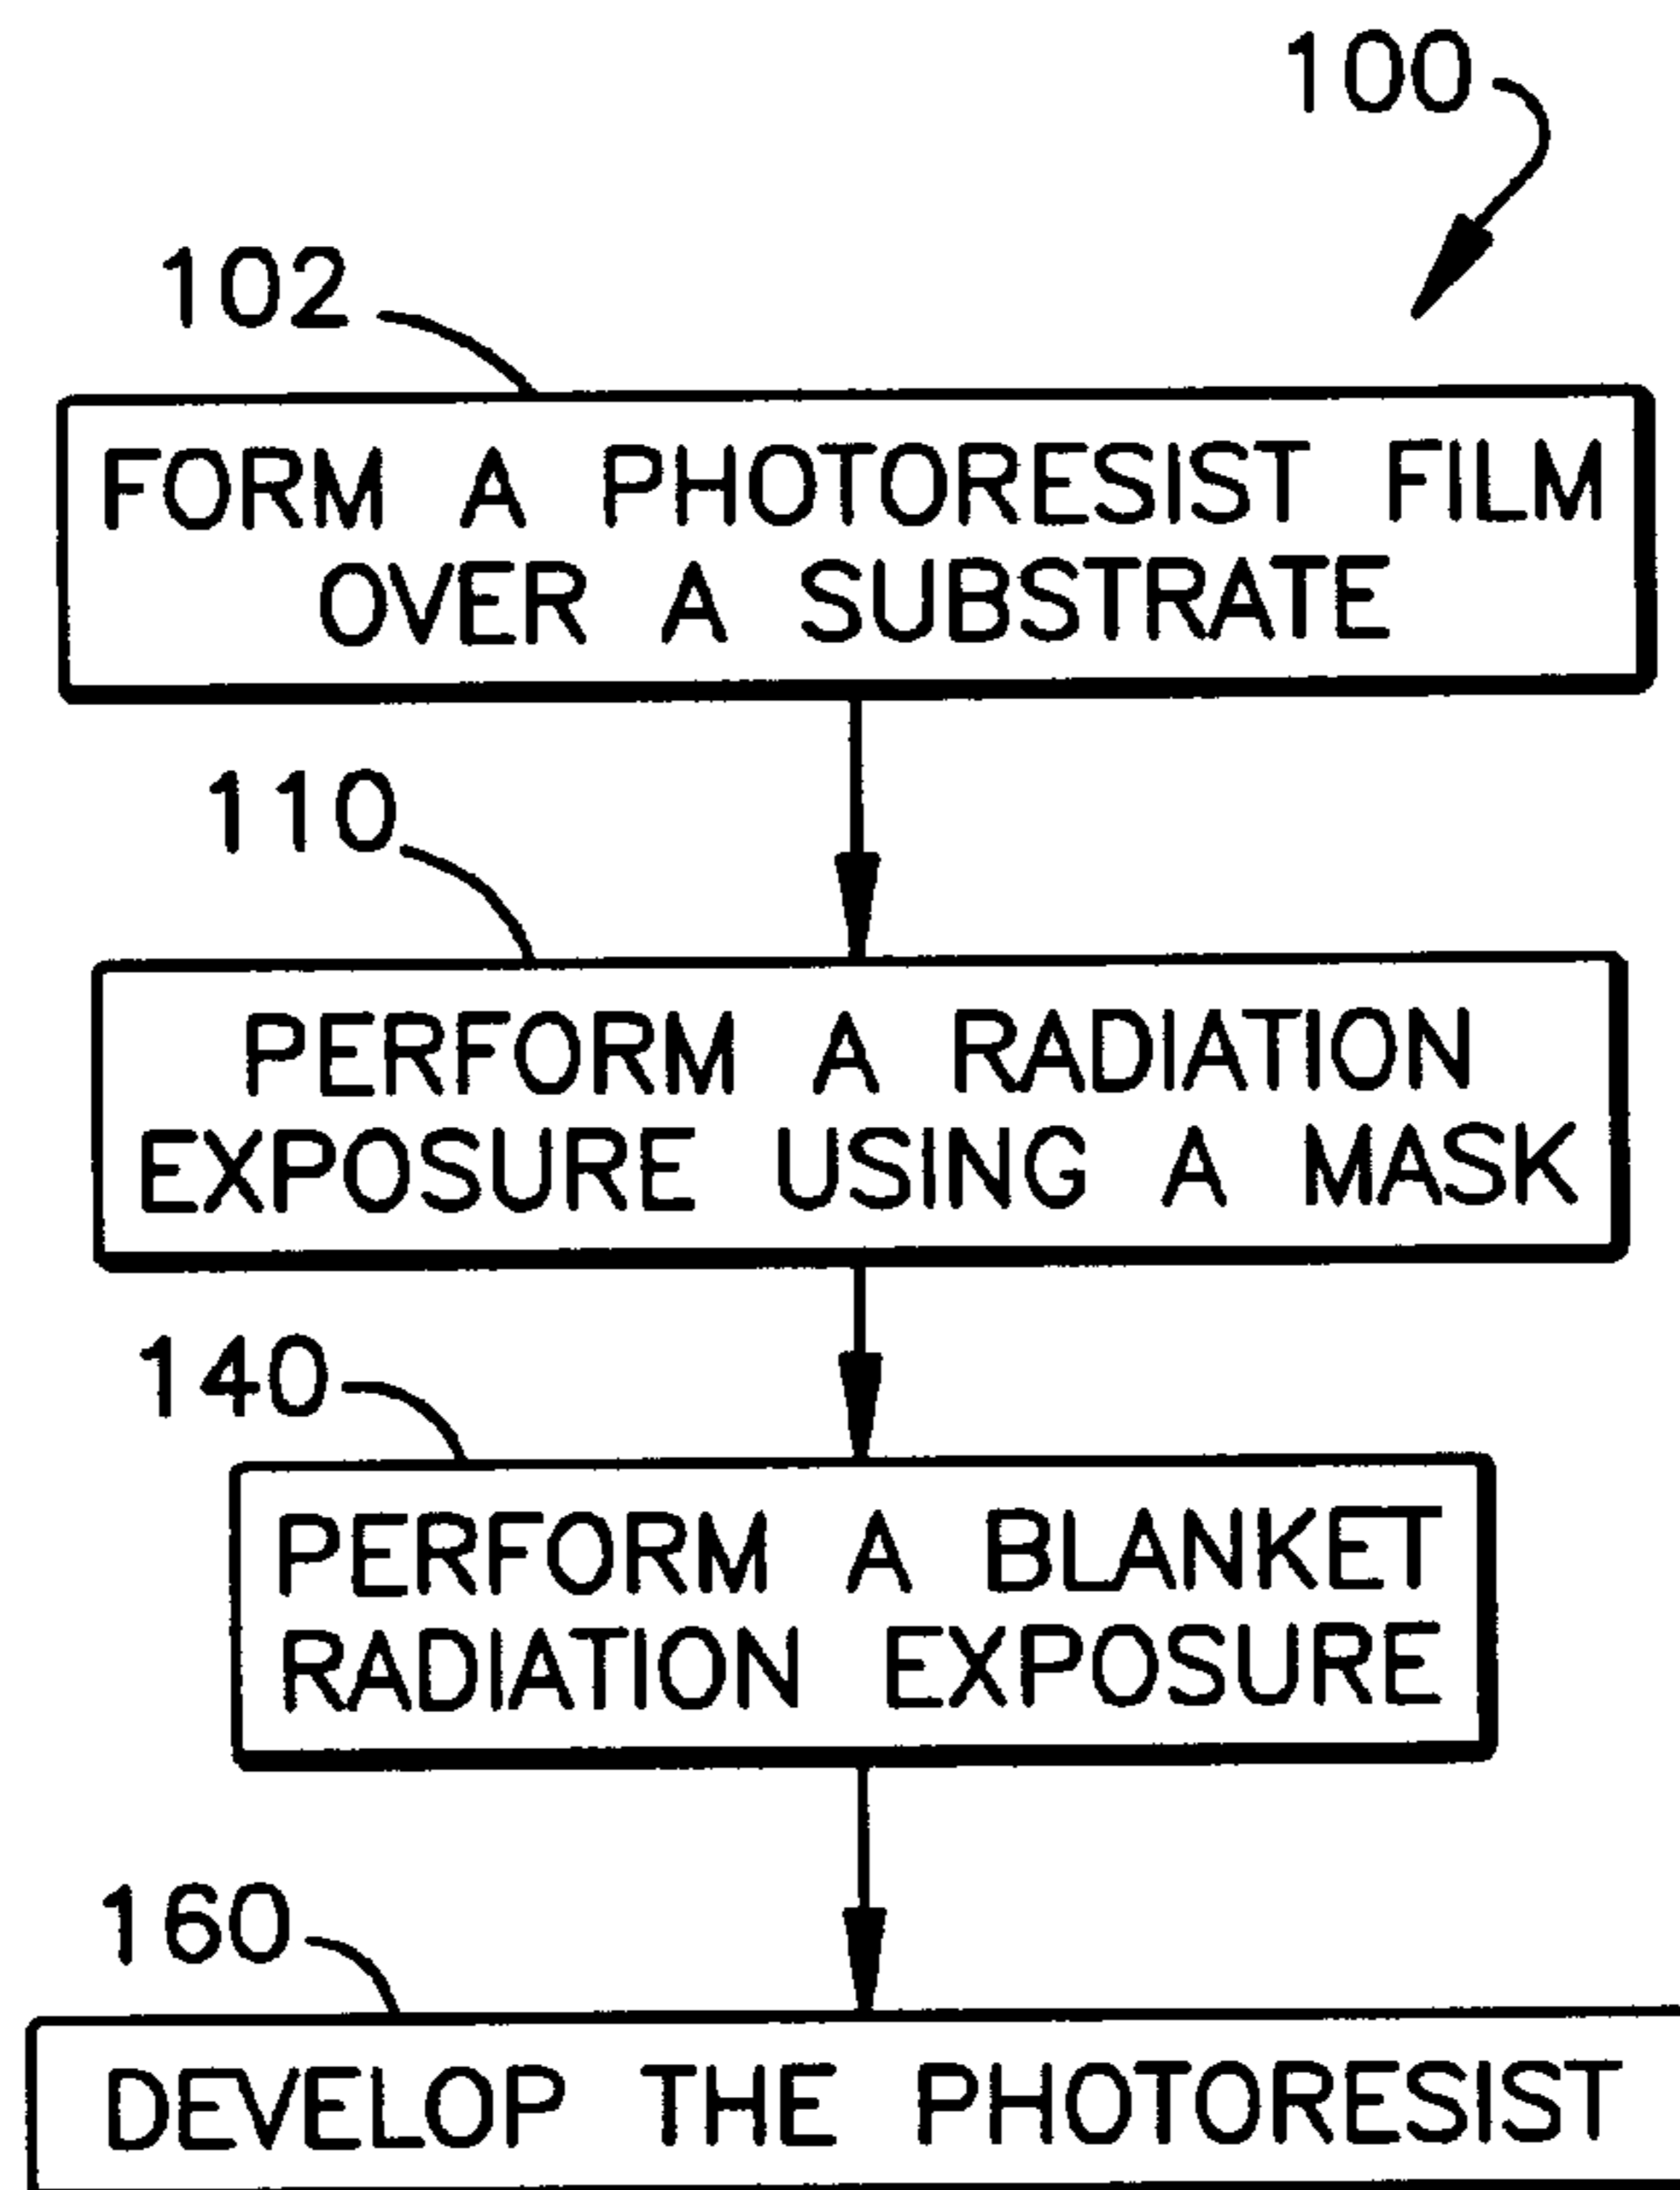 100
102
FORM A PHOTORESIST FILM
OVER A SUBSTRATE
110
PERFORM A RADIATION
EXPOSURE USING A MASK
140
PERFORM A BLANKET
RADIATION EXPOSURE
160
DEVELOP THE PHOTORESIST